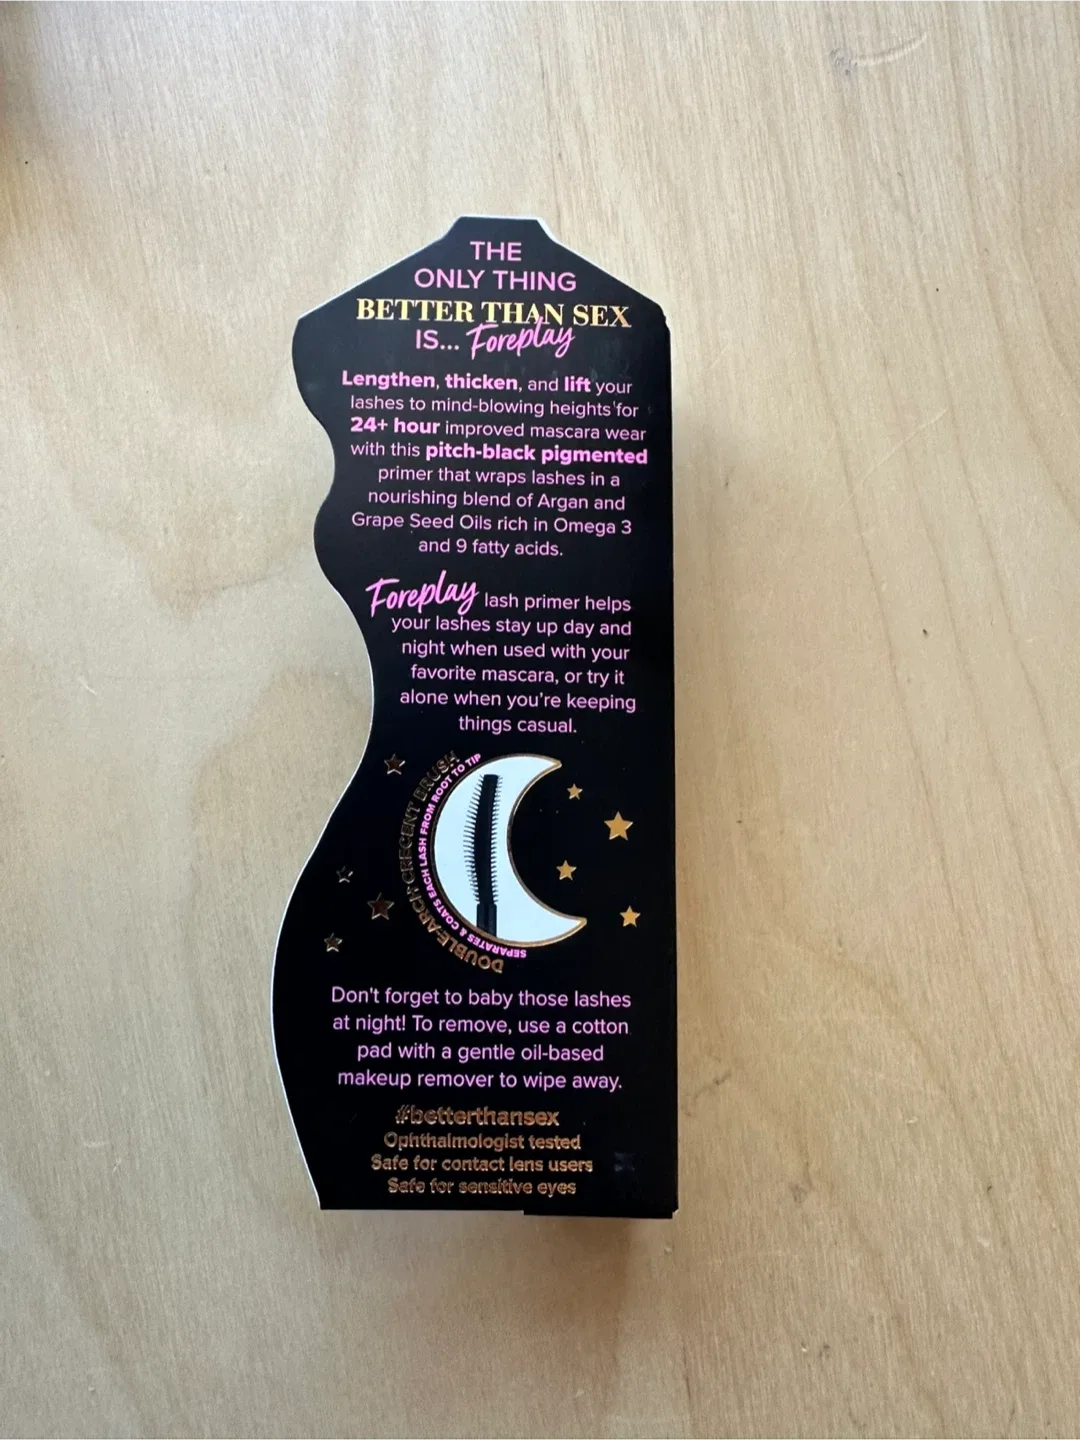 THE
ONLY THING
BETTER THAN SEX
IS... Foreplay
Lengthen, thicken, and lift your
lashes to mind-blowing heights for
24+ hour improved mascara wear
with this pitch-black pigmented
primer that wraps lashes in a
nourishing blend of Argan and
Grape Seed Oils rich in Omega 3
and 9 fatty acids.
Foreplay lash primer helps
your lashes stay up day and
night when used with your
favorite mascara, or try it
alone when you're keeping
things casual.
DOUBLE-ARCH CRECENT BRUSH
SEPARATES & COATS EACH LASH FROM ROOT TO TIP
Don't forget to baby those lashes
at night! To remove, use a cotton
pad with a gentle oil-based
makeup remover to wipe away.
#betterthansex
Ophthalmologist tested
Safe for contact lens users
Safe for sensitive eyes